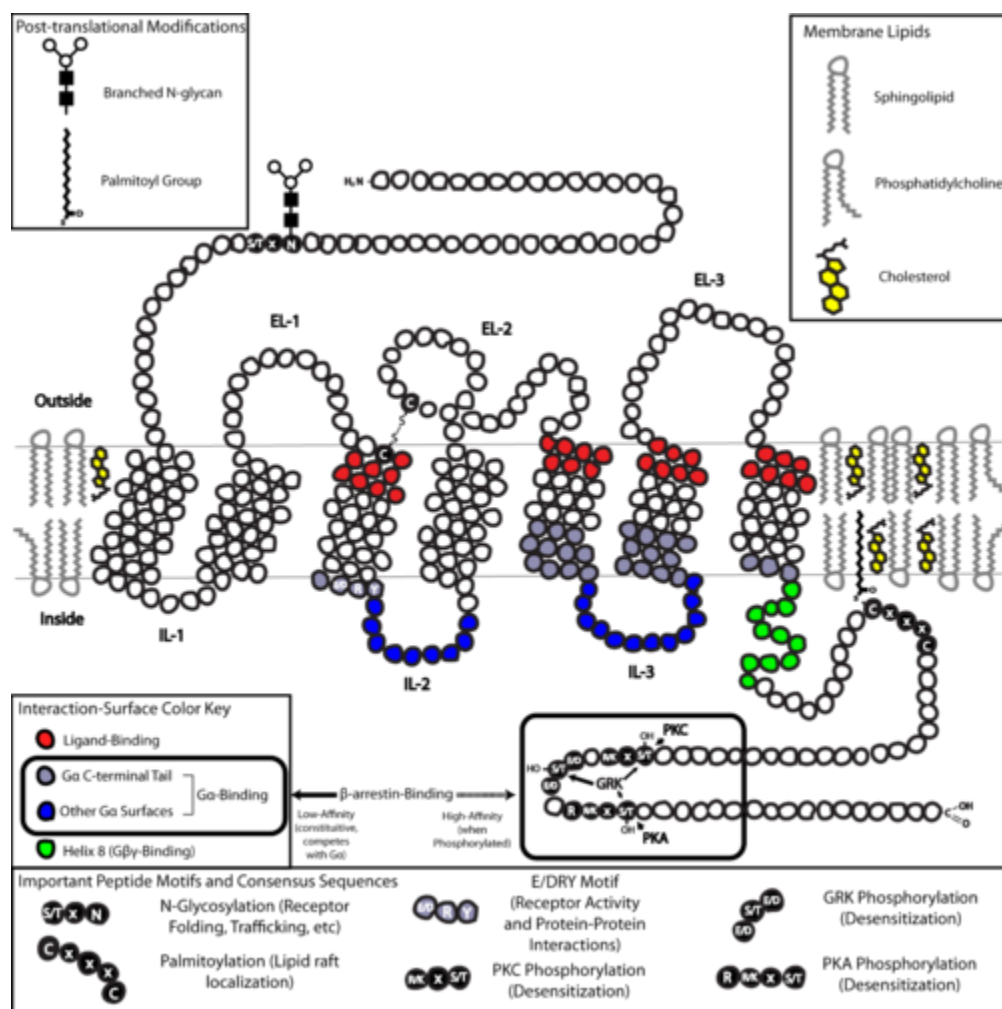 Post-translational Modifications
Branched N-glycan
Palmitoyl Group
S
O
Membrane Lipids
Sphingolipid
Phosphatidylcholine
Cholesterol
H₂N
S/T X N
EL-1
EL-2
EL-3
C
C
Outside
Inside
E/D R Y
IL-1
IL-2
IL-3
S
O
C X X X C
Interaction-Surface Color Key
Ligand-Binding
Gα C-terminal Tail
Other Gα Surfaces
Gα-Binding
Helix 8 (Gβγ-Binding)
β-arrestin-Binding
Low-Affinity
(constituitive,
competes
with Gα)
High-Affinity
(when
Phosphorylated)
OH
PKC
HO
S/T
E/D
R/K X S/T
E/D
GRK
R R/K X S/T
OH
PKA
C
OH
O
Important Peptide Motifs and Consensus Sequences
S/T X N
N-Glycosylation (Receptor
Folding, Trafficking, etc)
C X X X C
Palmitoylation (Lipid raft
localization)
E/DRY Motif
(Receptor Activity
and Protein-Protein
Interactions)
E/D R Y
R/K X S/T
PKC Phosphorylation
(Desensitization)
E/D
S/T
E/D
GRK Phosphorylation
(Desensitization)
R R/K X S/T
PKA Phosphorylation
(Desensitization)